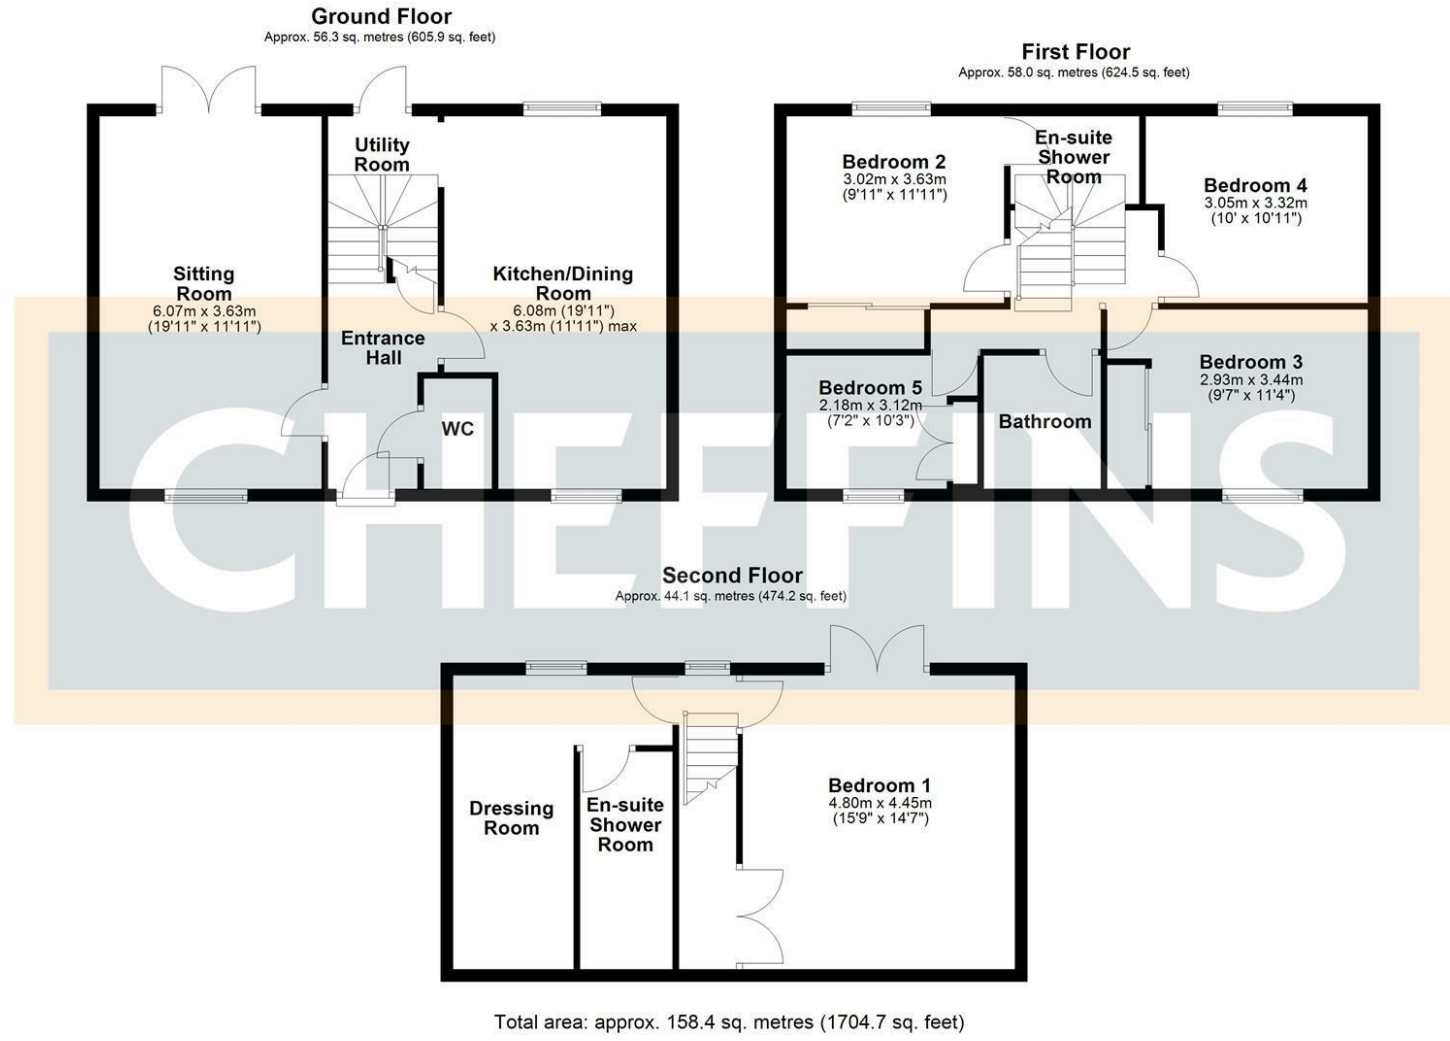 Ground Floor
Approx. 56.3 sq. metres (605.9 sq. feet)
Utility
Room
Sitting
Room
6.07m x 3.63m
(19'11" x 11'11")
Kitchen/Dining
Room
6.08m (19'11")
x 3.63m (11'11") max
Entrance
Hall
WC
First Floor
Approx. 58.0 sq. metres (624.5 sq. feet)
Bedroom 2
3.02m x 3.63m
(9'11" x 11'11")
En-suite
Shower
Room
Bedroom 4
3.05m x 3.32m
(10' x 10'11")
Bedroom 5
2.18m x 3.12m
(7'2" x 10'3")
Bathroom
Bedroom 3
2.93m x 3.44m
(9'7" x 11'4")
CHEFFINS
Second Floor
Approx. 44.1 sq. metres (474.2 sq. feet)
Dressing
Room
En-suite
Shower
Room
Bedroom 1
4.80m x 4.45m
(15'9" x 14'7")
Total area: approx. 158.4 sq. metres (1704.7 sq. feet)